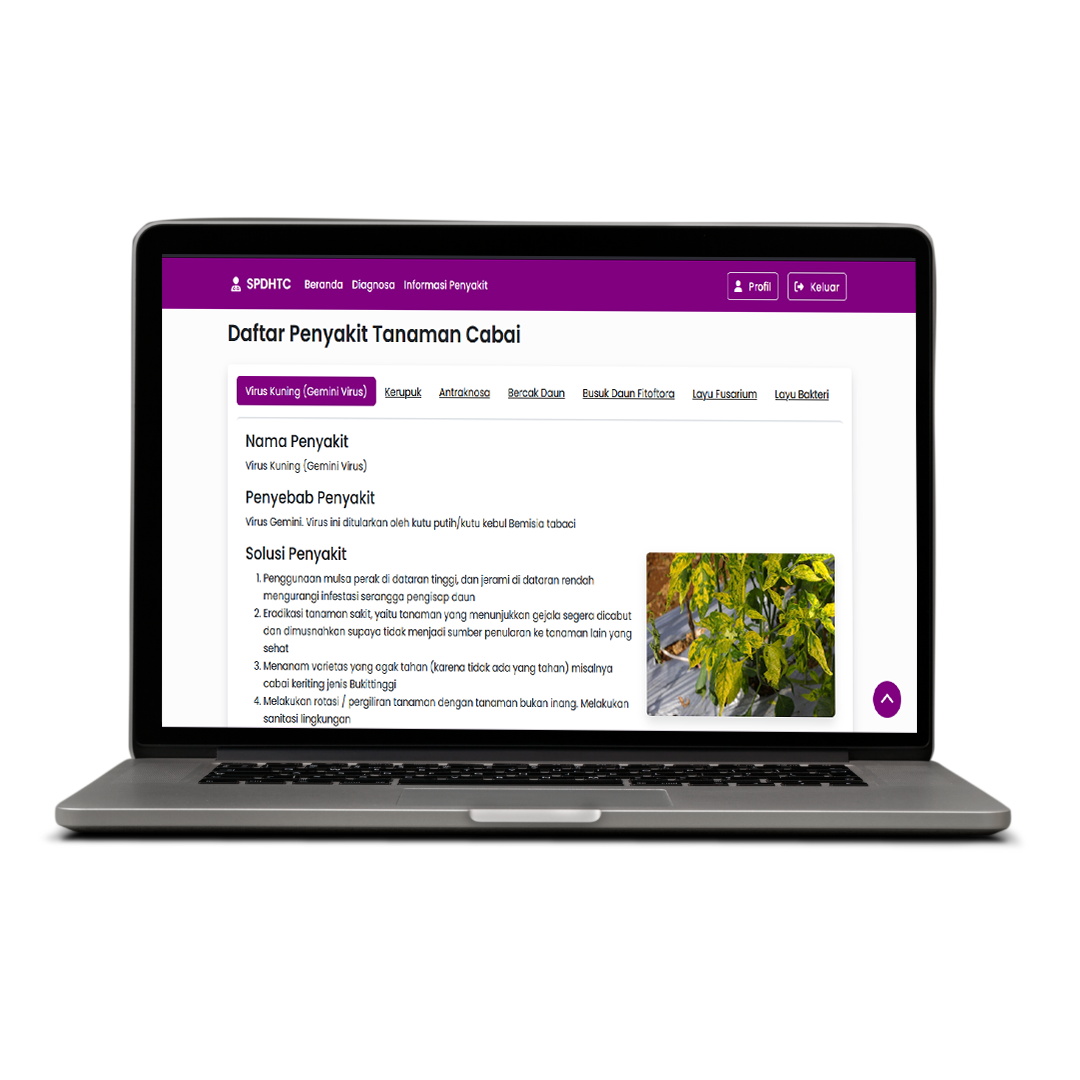 SPDHTC Beranda Diagnosa Informasi Penyakit Profil Keluar
Daftar Penyakit Tanaman Cabai
Virus Kuning (Gemini Virus) Kerupuk Antraknosa Bercak Daun Busuk Daun Fitoftora Layu Fusarium Layu Bakteri
Nama Penyakit
Virus Kuning (Gemini Virus)
Penyebab Penyakit
Virus Gemini. Virus ini ditularkan oleh kutu putih/kutu kebul Bemisia tabaci
Solusi Penyakit
1. Penggunaan mulsa perak di dataran tinggi, dan jerami di dataran rendah
mengurangi infestasi serangga pengisap daun
2. Eradikasi tanaman sakit, yaitu tanaman yang menunjukkan gejala segera dicabut
dan dimusnahkan supaya tidak menjadi sumber penularan ke tanaman lain yang
sehat
3. Menanam varietas yang agak tahan (karena tidak ada yang tahan) misalnya
cabai keriting jenis Bukittinggi
4. Melakukan rotasi / pergiliran tanaman dengan tanaman bukan inang. Melakukan
sanitasi lingkungan